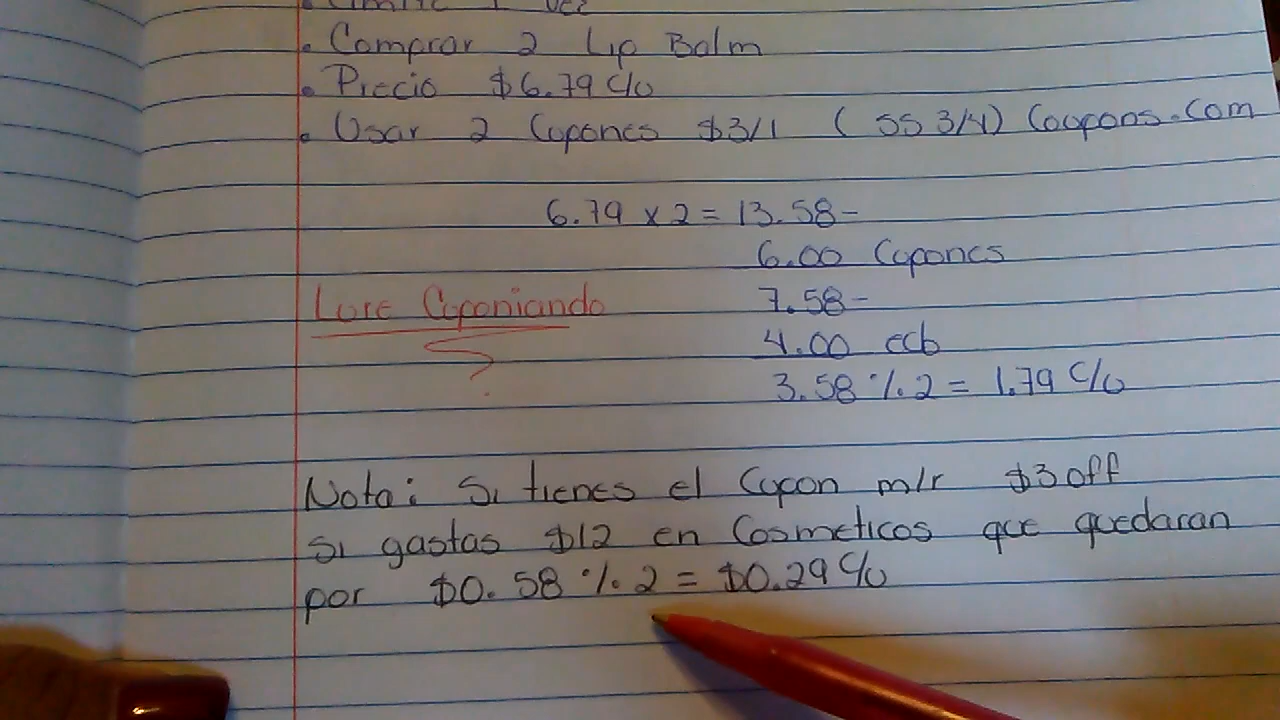 • Limite 1 vez
• Comprar 2 Lip Balm
• Precio $6.79 c/u
• Usar 2 Cupones $3/1 (SS 3/4) Coupons.com
6.79 x 2 = 13.58-
6.00 Cupones
Lore Cuponiando
7.58-
4.00 ecb
3.58 %. 2 = 1.79 c/u
Nota: Si tienes el Cupon m/r $3 off
si gastas $12 en Cosmeticos que quedaran
por $0.58 %. 2 = $0.29 c/u